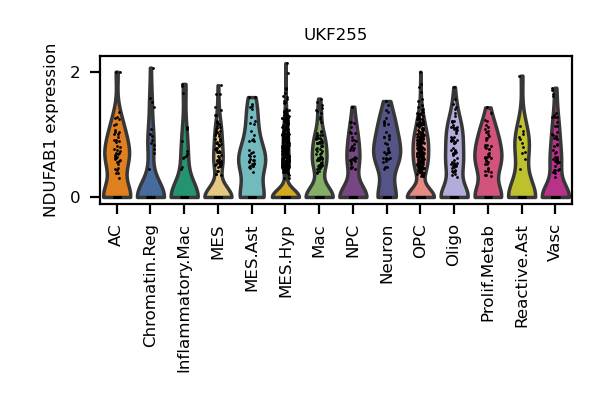 UKF255
NDUFAB1 expression
2
0
AC
Chromatin.Reg
Inflammatory.Mac
MES
MES.Ast
MES.Hyp
Mac
NPC
Neuron
OPC
Oligo
Prolif.Metab
Reactive.Ast
Vasc